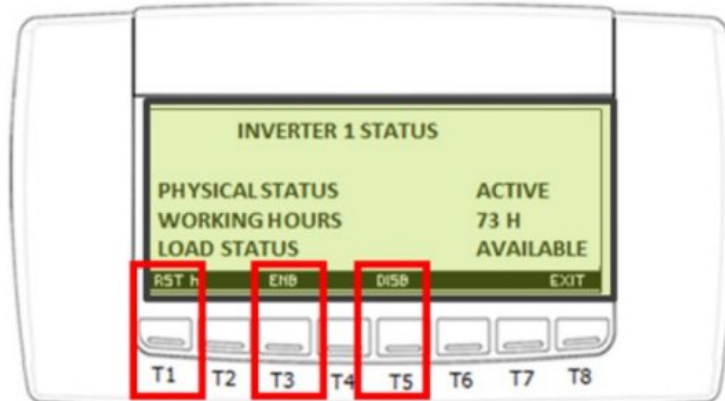 INVERTER 1 STATUS
PHYSICAL STATUS ACTIVE
WORKING HOURS 73 H
LOAD STATUS AVAILABLE
RST H ENB DISB EXIT
T1 T2 T3 T4 T5 T6 T7 T8